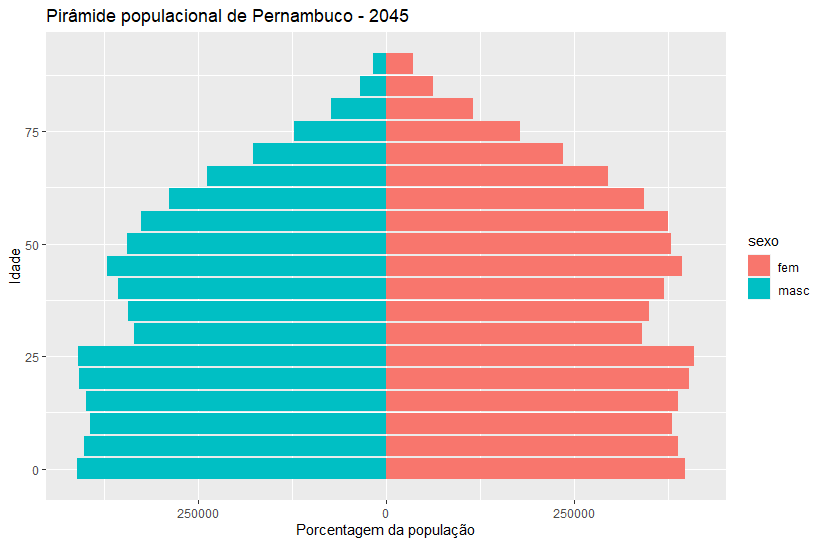 Pirâmide populacional de Pernambuco - 2045
75
50
25
0
Idade
250000
0
250000
Porcentagem da população
sexo
fem
masc